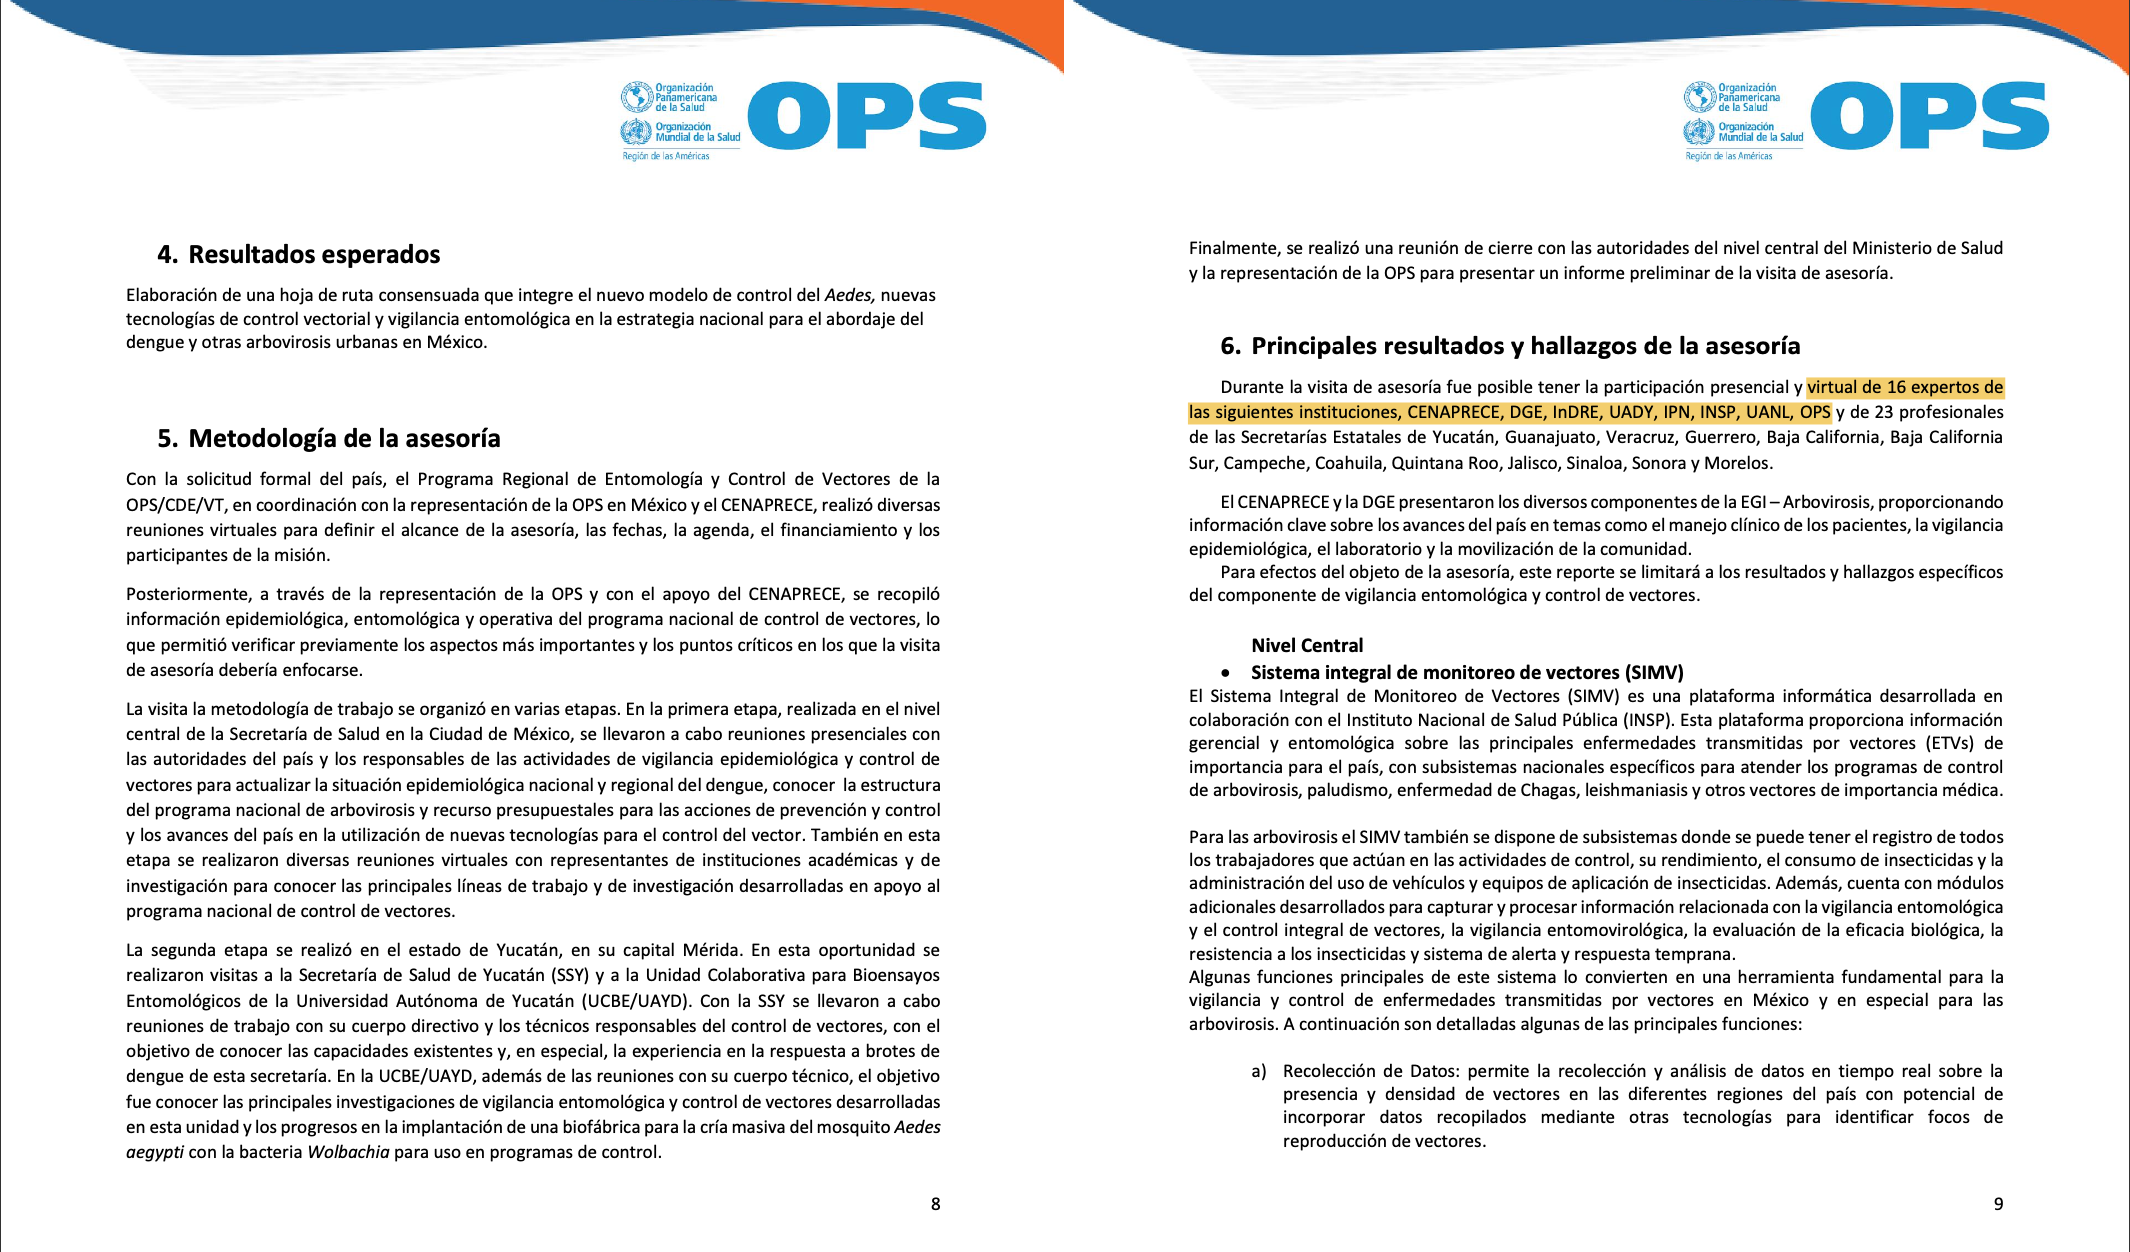 Organización
Panamericana
de la Salud
Organización
Mundial de la Salud
Región de las Américas
OPS
4. Resultados esperados
Elaboración de una hoja de ruta consensuada que integre el nuevo modelo de control del Aedes, nuevas
tecnologías de control vectorial y vigilancia entomológica en la estrategia nacional para el abordaje del
dengue y otras arbovirosis urbanas en México.
5. Metodología de la asesoría
Con la solicitud formal del país, el Programa Regional de Entomología y Control de Vectores de la
OPS/CDE/VT, en coordinación con la representación de la OPS en México y el CENAPRECE, realizó diversas
reuniones virtuales para definir el alcance de la asesoría, las fechas, la agenda, el financiamiento y los
participantes de la misión.
Posteriormente, a través de la representación de la OPS y con el apoyo del CENAPRECE, se recopiló
información epidemiológica, entomológica y operativa del programa nacional de control de vectores, lo
que permitió verificar previamente los aspectos más importantes y los puntos críticos en los que la visita
de asesoría debería enfocarse.
La visita la metodología de trabajo se organizó en varias etapas. En la primera etapa, realizada en el nivel
central de la Secretaría de Salud en la Ciudad de México, se llevaron a cabo reuniones presenciales con
las autoridades del país y los responsables de las actividades de vigilancia epidemiológica y control de
vectores para actualizar la situación epidemiológica nacional y regional del dengue, conocer la estructura
del programa nacional de arbovirosis y recurso presupuestales para las acciones de prevención y control
y los avances del país en la utilización de nuevas tecnologías para el control del vector. También en esta
etapa se realizaron diversas reuniones virtuales con representantes de instituciones académicas y de
investigación para conocer las principales líneas de trabajo y de investigación desarrolladas en apoyo al
programa nacional de control de vectores.
La segunda etapa se realizó en el estado de Yucatán, en su capital Mérida. En esta oportunidad se
realizaron visitas a la Secretaría de Salud de Yucatán (SSY) y a la Unidad Colaborativa para Bioensayos
Entomológicos de la Universidad Autónoma de Yucatán (UCBE/UAYD). Con la SSY se llevaron a cabo
reuniones de trabajo con su cuerpo directivo y los técnicos responsables del control de vectores, con el
objetivo de conocer las capacidades existentes y, en especial, la experiencia en la respuesta a brotes de
dengue de esta secretaría. En la UCBE/UAYD, además de las reuniones con su cuerpo técnico, el objetivo
fue conocer las principales investigaciones de vigilancia entomológica y control de vectores desarrolladas
en esta unidad y los progresos en la implantación de una biofábrica para la cría masiva del mosquito Aedes
aegypti con la bacteria Wolbachia para uso en programas de control.
8
Organización
Panamericana
de la Salud
Organización
Mundial de la Salud
Región de las Américas
OPS
Finalmente, se realizó una reunión de cierre con las autoridades del nivel central del Ministerio de Salud
y la representación de la OPS para presentar un informe preliminar de la visita de asesoría.
6. Principales resultados y hallazgos de la asesoría
Durante la visita de asesoría fue posible tener la participación presencial y virtual de 16 expertos de
las siguientes instituciones, CENAPRECE, DGE, InDRE, UADY, IPN, INSP, UANL, OPS y de 23 profesionales
de las Secretarías Estatales de Yucatán, Guanajuato, Veracruz, Guerrero, Baja California, Baja California
Sur, Campeche, Coahuila, Quintana Roo, Jalisco, Sinaloa, Sonora y Morelos.
El CENAPRECE y la DGE presentaron los diversos componentes de la EGI – Arbovirosis, proporcionando
información clave sobre los avances del país en temas como el manejo clínico de los pacientes, la vigilancia
epidemiológica, el laboratorio y la movilización de la comunidad.
Para efectos del objeto de la asesoría, este reporte se limitará a los resultados y hallazgos específicos
del componente de vigilancia entomológica y control de vectores.
Nivel Central
• Sistema integral de monitoreo de vectores (SIMV)
El Sistema Integral de Monitoreo de Vectores (SIMV) es una plataforma informática desarrollada en
colaboración con el Instituto Nacional de Salud Pública (INSP). Esta plataforma proporciona información
gerencial y entomológica sobre las principales enfermedades transmitidas por vectores (ETVs) de
importancia para el país, con subsistemas nacionales específicos para atender los programas de control
de arbovirosis, paludismo, enfermedad de Chagas, leishmaniasis y otros vectores de importancia médica.
Para las arbovirosis el SIMV también se dispone de subsistemas donde se puede tener el registro de todos
los trabajadores que actúan en las actividades de control, su rendimiento, el consumo de insecticidas y la
administración del uso de vehículos y equipos de aplicación de insecticidas. Además, cuenta con módulos
adicionales desarrollados para capturar y procesar información relacionada con la vigilancia entomológica
y el control integral de vectores, la vigilancia entomovirológica, la evaluación de la eficacia biológica, la
resistencia a los insecticidas y sistema de alerta y respuesta temprana.
Algunas funciones principales de este sistema lo convierten en una herramienta fundamental para la
vigilancia y control de enfermedades transmitidas por vectores en México y en especial para las
arbovirosis. A continuación son detalladas algunas de las principales funciones:
a) Recolección de Datos: permite la recolección y análisis de datos en tiempo real sobre la
presencia y densidad de vectores en las diferentes regiones del país con potencial de
incorporar datos recopilados mediante otras tecnologías para identificar focos de
reproducción de vectores.
9